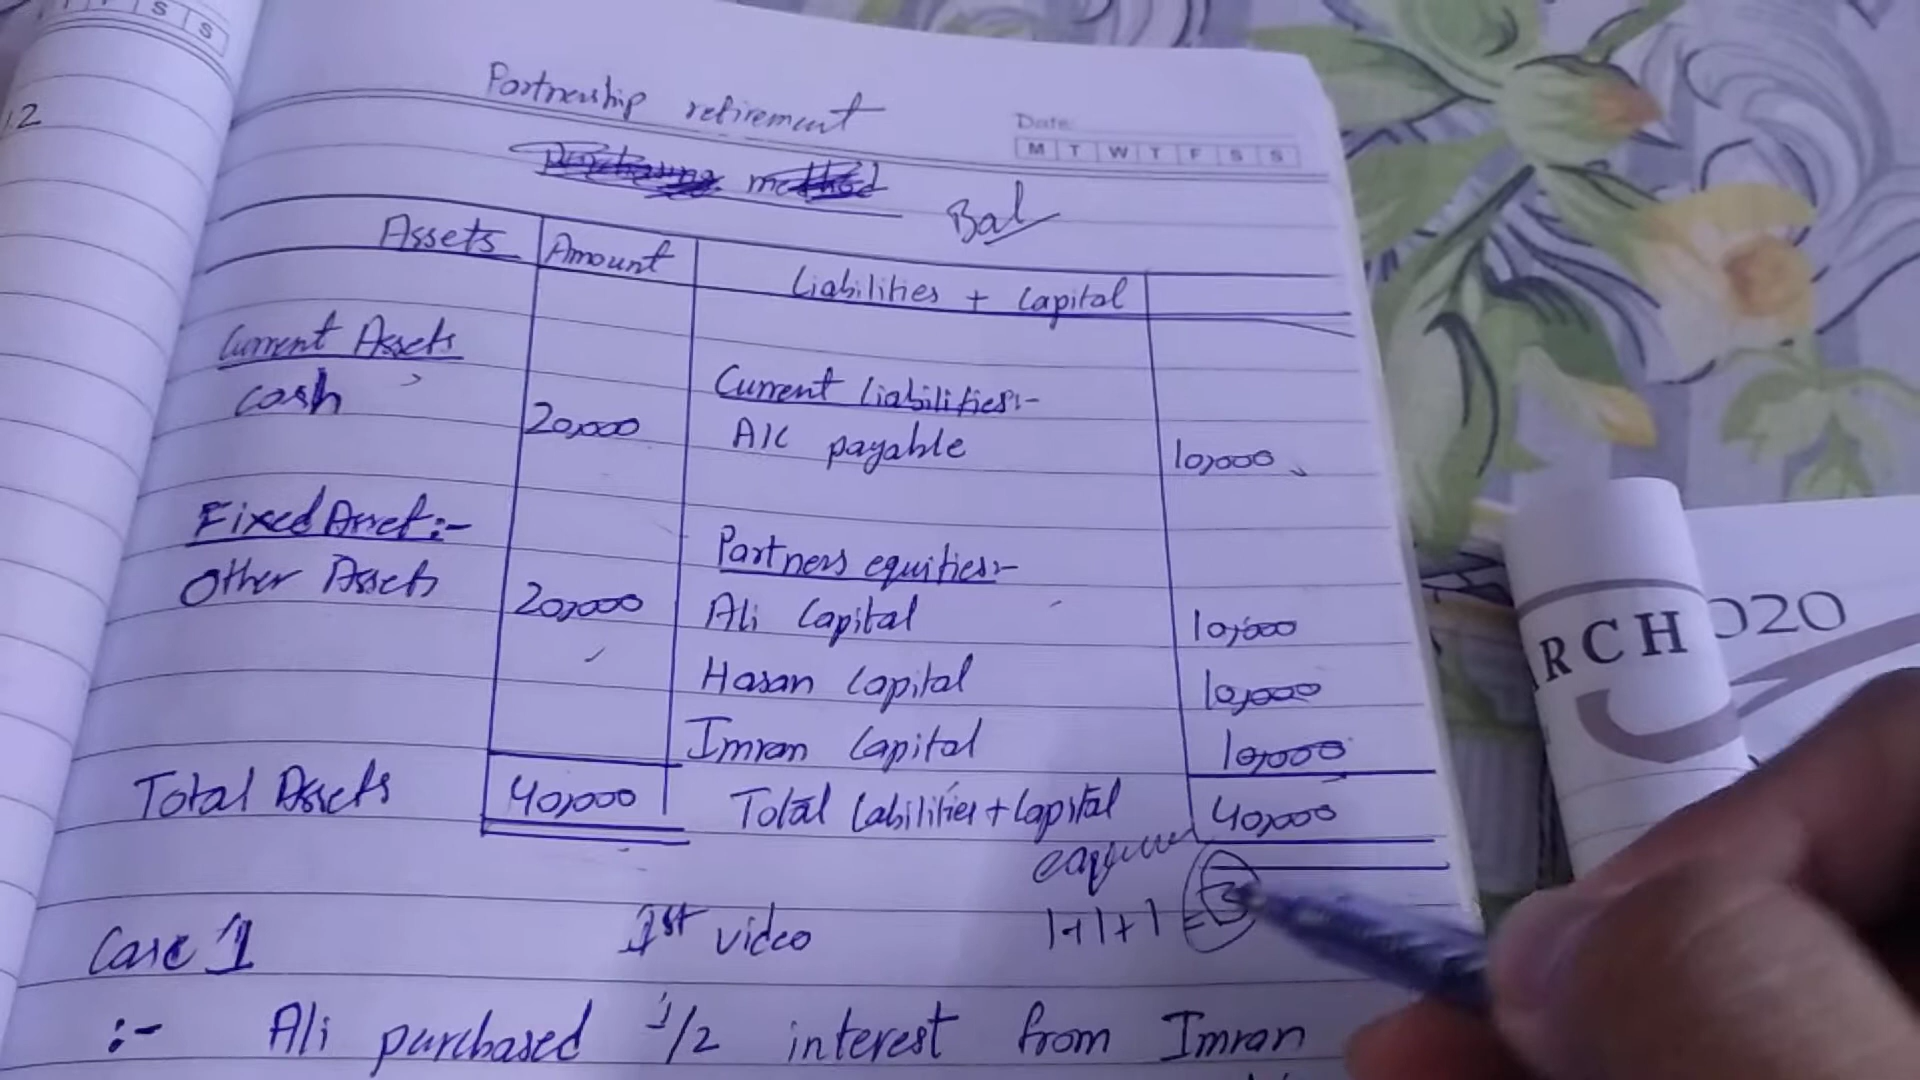 S S
12
Partnership retirement
Date:
M T W T F S S
Bal
Assets Amount Liabilities + Capital
Current Assets
Cash 20,000
Current Liabilities:-
A/C payable 10,000
Fixed Asset:-
Other Assets 20,000
Partners equities:-
Ali Capital 10,000
Hasan Capital 10,000
Imran Capital 10,000
Total Assets 40,000 Total Labilities + Capital 40,000
1+1+1 = 3
Case 1 1st video
:- Ali purchased 1/2 interest from Imran
RCH 2020